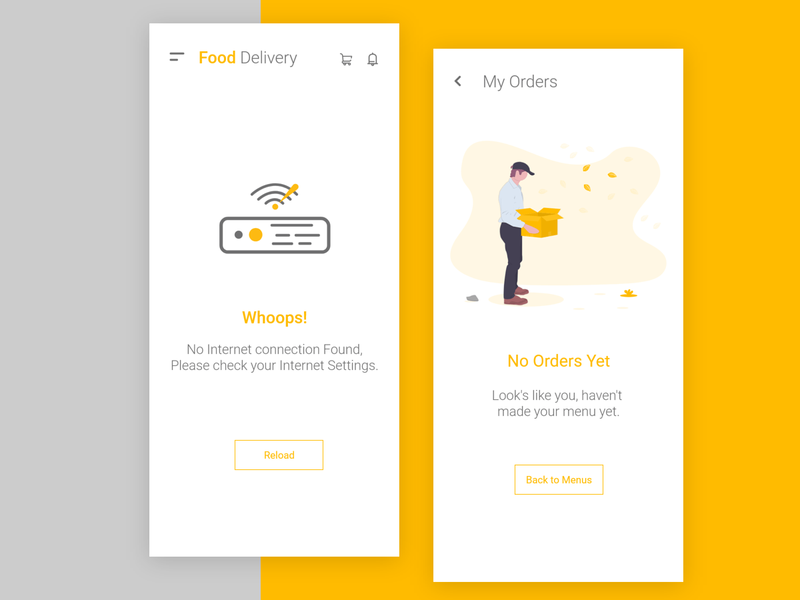 Food Delivery
Whoops!
No Internet connection Found,
Please check your Internet Settings.
Reload
My Orders
No Orders Yet
Look's like you, haven't
made your menu yet.
Back to Menus